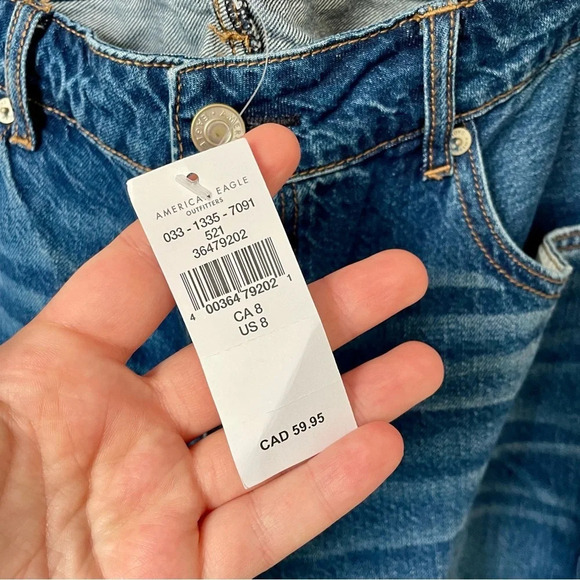 AMERICAN EAGLE
OUTFITTERS
033 - 1335 - 7091
521
36479202
4 00364 79202 1
CA 8
US 8
CAD 59.95